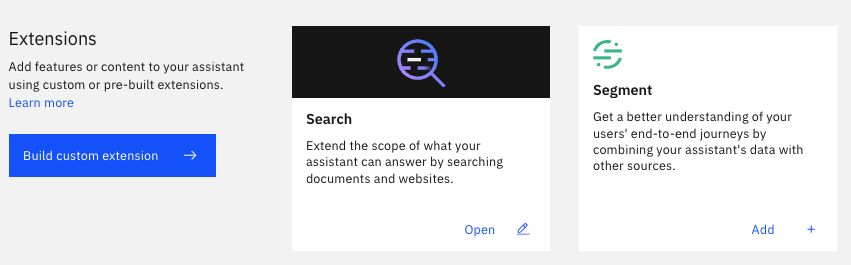 Extensions
Add features or content to your assistant
using custom or pre-built extensions.
Learn more
Build custom extension
Search
Extend the scope of what your
assistant can answer by searching
documents and websites.
Open
Segment
Get a better understanding of your
users' end-to-end journeys by
combining your assistant's data with
other sources.
Add +